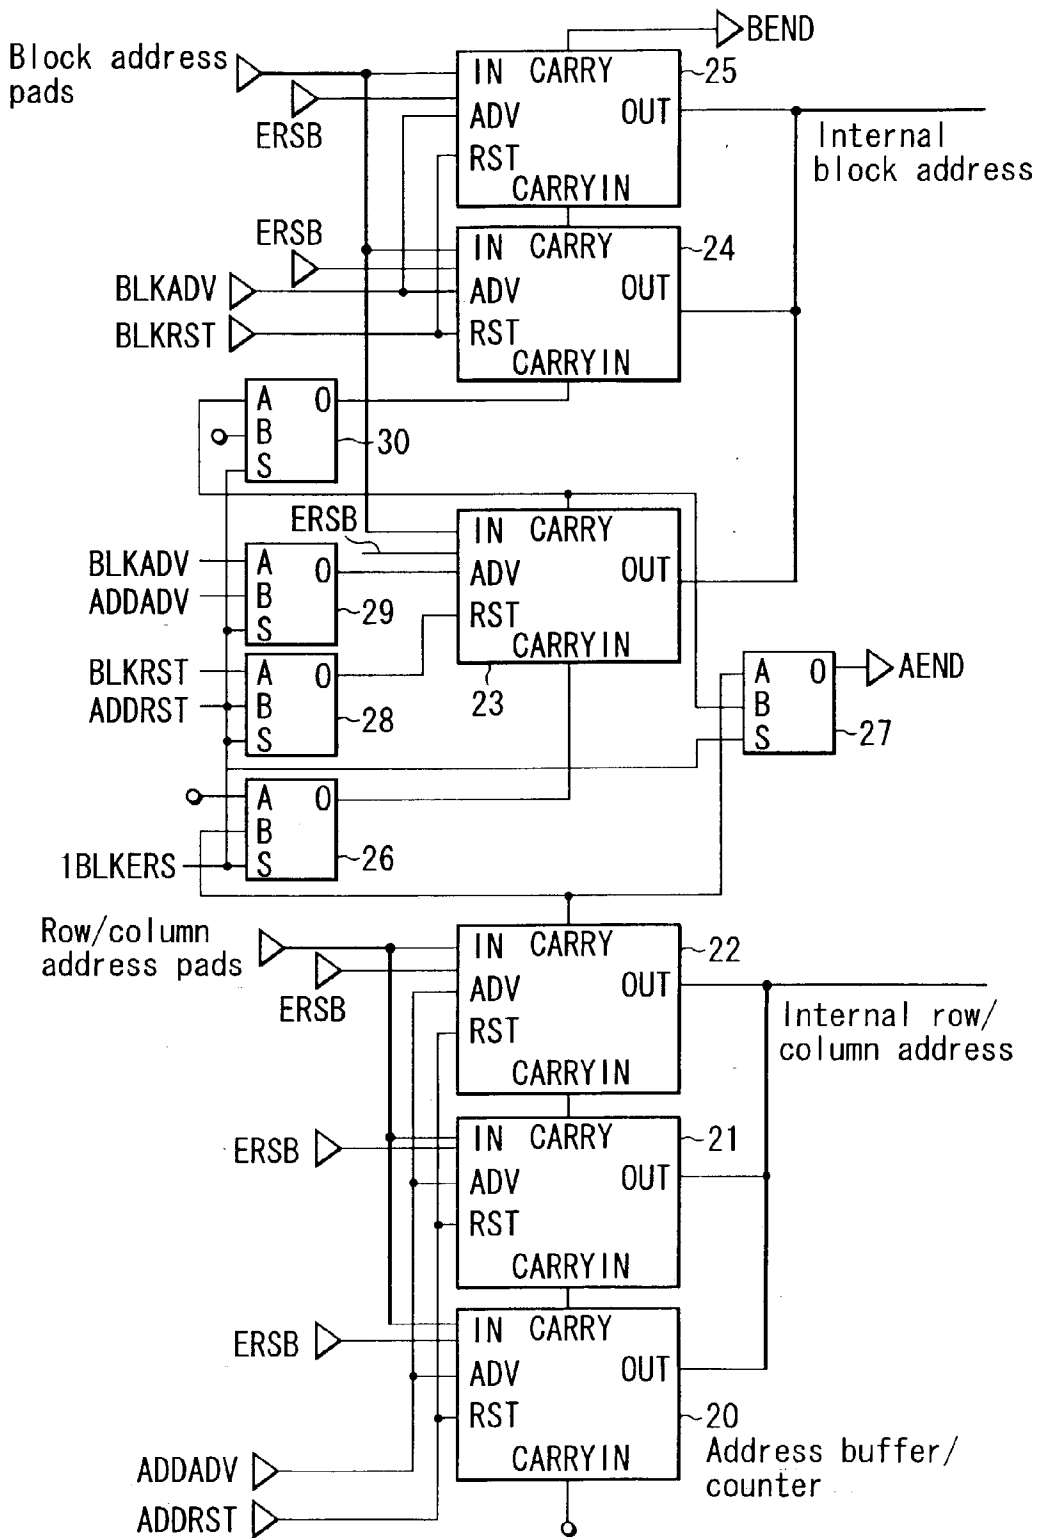 BEND
Block address
pads
IN CARRY
25
ERSB
ADV
OUT
RST
CARRYIN
Internal
block address
ERSB
IN CARRY
24
BLKADV
ADV
OUT
BLKRST
RST
CARRYIN
A O
B
S
30
ERSB
IN CARRY
BLKADV
A O
ADV
OUT
ADDADV
B
29
RST
S
CARRYIN
BLKRST
A O
23
ADDRST
B
28
S
A O
AEND
B
S
27
A O
B
1BLKERS
S
26
Row/column
address pads
IN CARRY
22
ERSB
ADV
OUT
RST
CARRYIN
Internal row/
column address
ERSB
IN CARRY
21
ADV
OUT
RST
CARRYIN
ERSB
IN CARRY
ADV
OUT
RST
20
CARRYIN
Address buffer/
counter
ADDADV
ADDRST